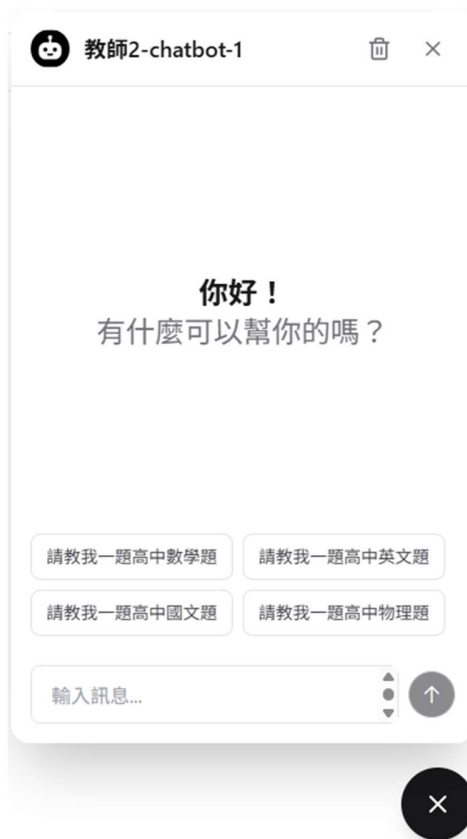 教師2-chatbot-1
你好！
有什麼可以幫你的嗎？
請教我一題高中數學題
請教我一題高中英文題
請教我一題高中國文題
請教我一題高中物理題
輸入訊息...